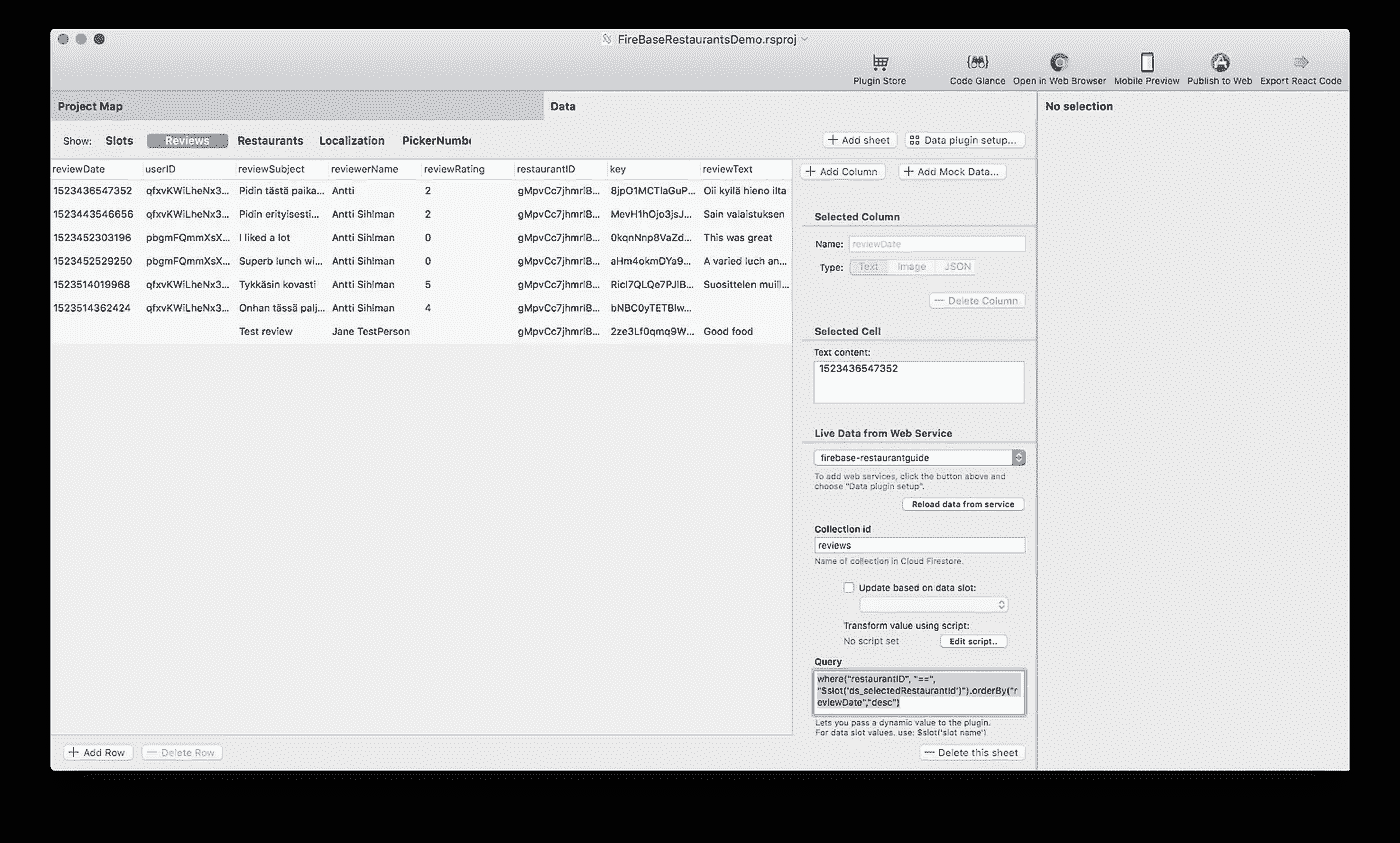 FireBaseRestaurantsDemo.rsproj
Plugin Store Code Glance Open in Web Browser Mobile Preview Publish to Web Export React Code
Project Map Data No selection
Show: Slots Reviews Restaurants Localization PickerNumbe + Add sheet Data plugin setup...
reviewDate userID reviewSubject reviewerName reviewRating restaurantID key reviewText + Add Column + Add Mock Data...
1523436547352 qfxvKWiLheNx3... Pidin tästä paika... Antti 2 gMpvCc7jhmrlB... 8jpO1MCTlaGuP... Oli kyllä hieno ilta
1523443546656 qfxvKWiLheNx3... Pidin erityisesti... Antti Sihlman 2 gMpvCc7jhmrlB... MevH1hOjo3jsJ... Sain valaistuksen
1523452303196 pbgmFQmmXsX... I liked a lot Antti Sihlman 0 gMpvCc7jhmrlB... 0kqnNnp8VaZd... This was great
1523452529250 pbgmFQmmXsX... Superb lunch wi... Antti Sihlman 0 gMpvCc7jhmrlB... aHm4okmDYa9... A varied luch an...
1523514019968 qfxvKWiLheNx3... Tykkäsin kovasti Antti Sihlman 5 gMpvCc7jhmrlB... Ricl7QLQe7PJlB... Suosittelen muill...
1523514362424 qfxvKWiLheNx3... Onhan tässä palj... Antti Sihlman 4 gMpvCc7jhmrlB... bNBC0yTETBlw...
Test review Jane TestPerson gMpvCc7jhmrlB... 2ze3Lf0qmq9W... Good food
Selected Column
Name: reviewDate
Type: Text Image JSON
— Delete Column
Selected Cell
Text content:
1523436547352
Live Data from Web Service
firebase-restaurantguide
To add web services, click the button above and
choose "Data plugin setup".
Reload data from service
Collection id
reviews
Name of collection in Cloud Firestore.
Update based on data slot:
Transform value using script:
No script set Edit script..
Query
where("restaurantID", "==",
"$slot('ds_selectedRestaurantId')").orderBy("r
eviewDate","desc")
Lets you pass a dynamic value to the plugin.
For data slot values, use: $slot('slot name')
+ Add Row — Delete Row — Delete this sheet